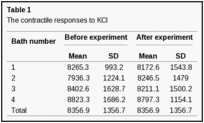 Table 1
The contractile responses to KCl
Bath number Before experiment After experiment
Mean SD Mean SD
1 8265.3 993.2 8172.6 1543.8
2 7936.3 1224.1 8246.5 1479
3 8402.6 1628.7 8211.1 1500.2
4 8823.3 1686.2 8797.3 1154.1
Total 8356.9 1356.7 8356.9 1356.7